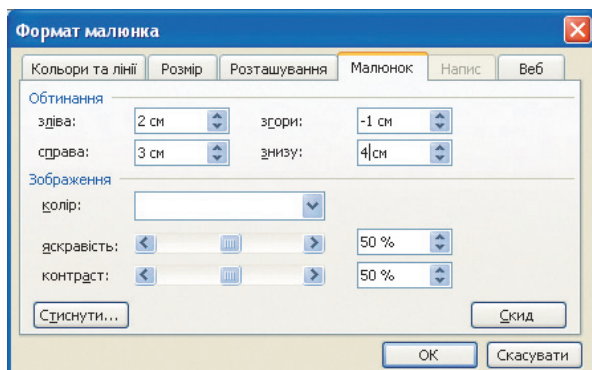 Формат малюнка
Кольори та лінії Розмір Розташування Малюнок Напис Веб
Обтинання
зліва: 2 см згори: -1 см
справа: 3 см знизу: 4 см
Зображення
колір:
яскравість: 50 %
контраст: 50 %
Стиснути... Скид
ОК Скасувати